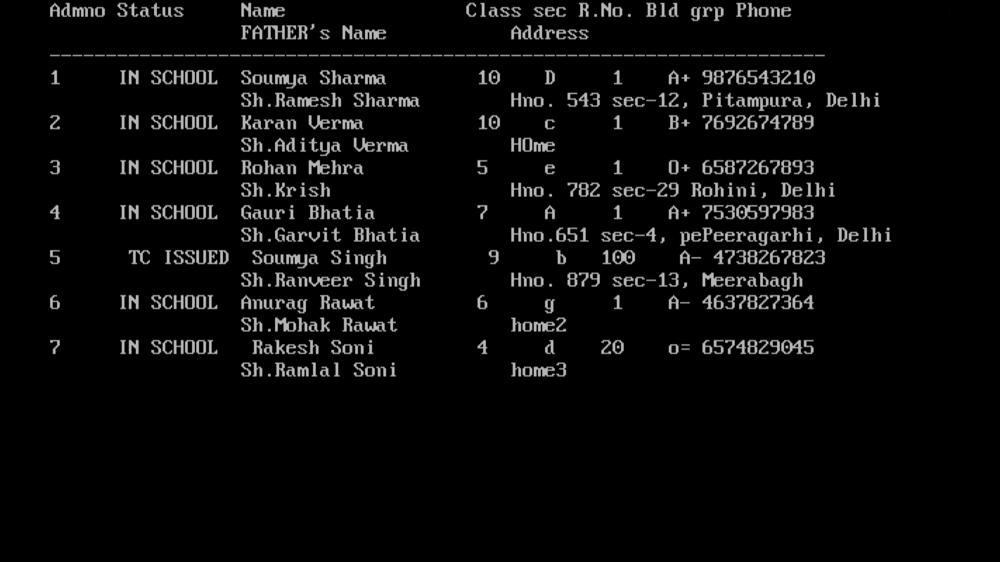 Admno Status Name Class sec R.No. Bld grp Phone
FATHER's Name Address
---------------------------------------------------------------------
1 IN SCHOOL Soumya Sharma 10 D 1 A+ 9876543210
Sh.Ramesh Sharma Hno. 543 sec-12, Pitampura, Delhi
2 IN SCHOOL Karan Verma 10 c 1 B+ 7692674789
Sh.Aditya Verma HOme
3 IN SCHOOL Rohan Mehra 5 e 1 O+ 6587267893
Sh.Krish Hno. 782 sec-29 Rohini, Delhi
4 IN SCHOOL Gauri Bhatia 7 A 1 A+ 7530597983
Sh.Garvit Bhatia Hno.651 sec-4, pePeeragarhi, Delhi
5 TC ISSUED Soumya Singh 9 b 100 A- 4738267823
Sh.Ranveer Singh Hno. 879 sec-13, Meerabagh
6 IN SCHOOL Anurag Rawat 6 g 1 A- 4637827364
Sh.Mohak Rawat home2
7 IN SCHOOL Rakesh Soni 4 d 20 o= 6574829045
Sh.Ramlal Soni home3